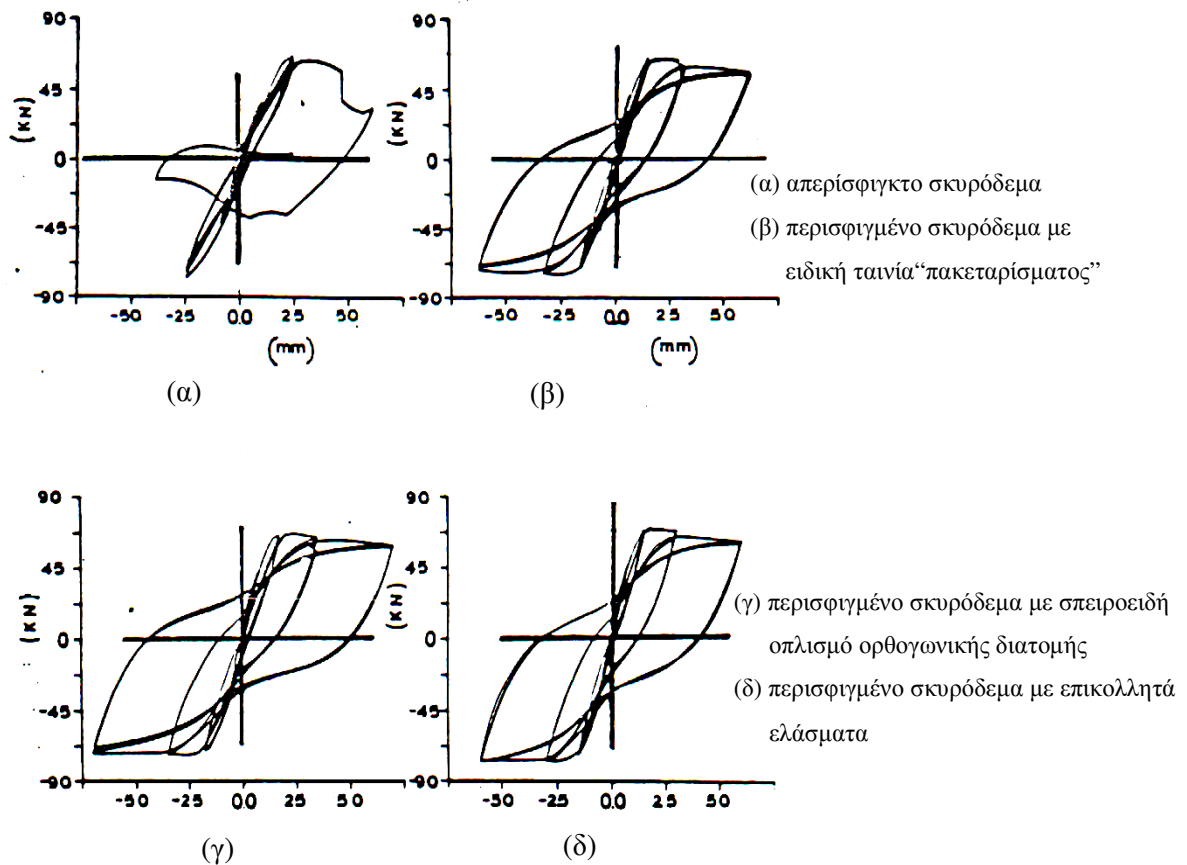 90
45
0
-45
-90
(KN)
-50 -25 0.0 25 50
(mm)
(α)
90
45
0
-45
-90
(KN)
-50 -25 0.0 25 50
(mm)
(β)
(α) απερίσφιγκτο σκυρόδεμα
(β) περισφιγμένο σκυρόδεμα με
ειδική ταινία“πακεταρίσματος”
90
45
0
-45
-90
(KN)
-50 -25 0.0 25 50
(γ)
90
45
0
-45
-90
(KN)
-50 -25 0.0 25 50
(δ)
(γ) περισφιγμένο σκυρόδεμα με σπειροειδή
οπλισμό ορθογωνικής διατομής
(δ) περισφιγμένο σκυρόδεμα με επικολλητά
ελάσματα